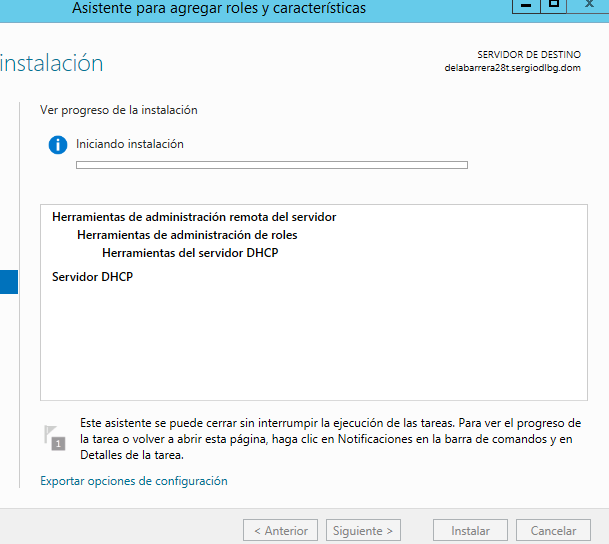 Asistente para agregar roles y características
instalación
SERVIDOR DE DESTINO
delabarrera28t.sergiodlbg.dom
Ver progreso de la instalación
Iniciando instalación
Herramientas de administración remota del servidor
Herramientas de administración de roles
Herramientas del servidor DHCP
Servidor DHCP
1
Este asistente se puede cerrar sin interrumpir la ejecución de las tareas. Para ver el progreso de
la tarea o volver a abrir esta página, haga clic en Notificaciones en la barra de comandos y en
Detalles de la tarea.
Exportar opciones de configuración
< Anterior
Siguiente >
Instalar
Cancelar